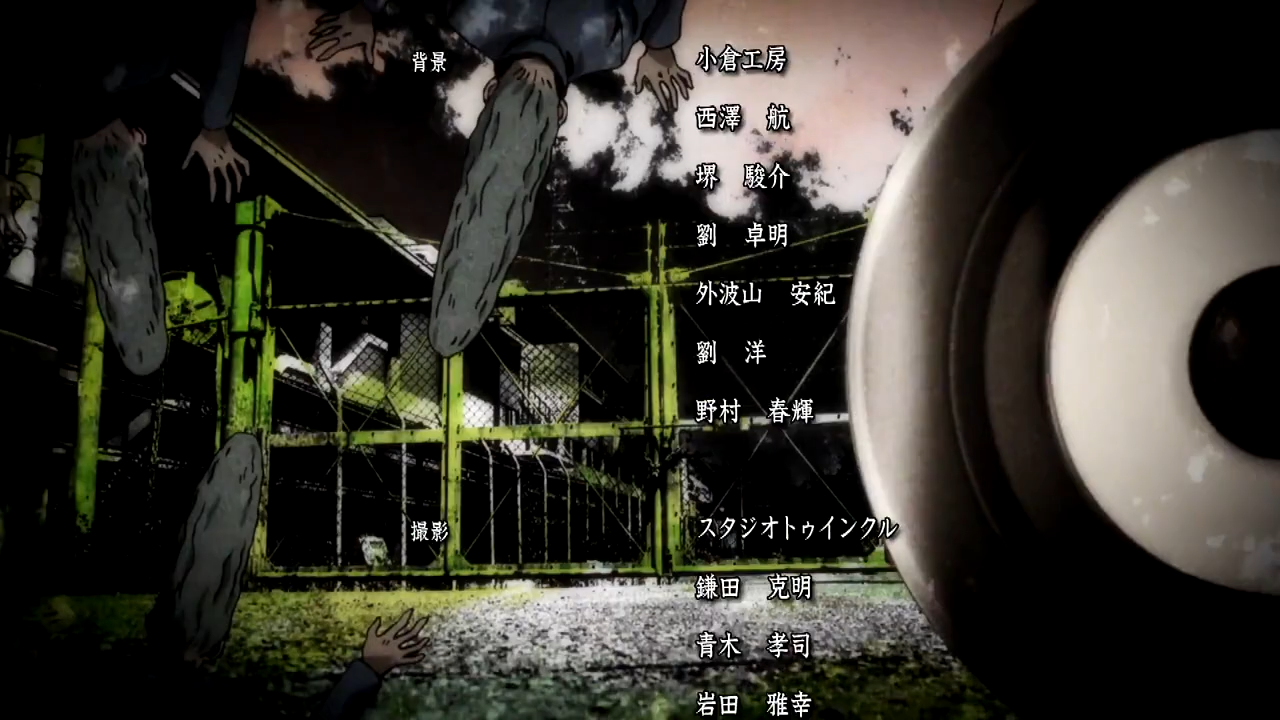 背景
小倉工房
西澤　航
堺　駿介
劉　卓明
外波山　安紀
劉　洋
野村　春輝
撮影
スタジオトゥインクル
鎌田　克明
青木　孝司
岩田　雅幸